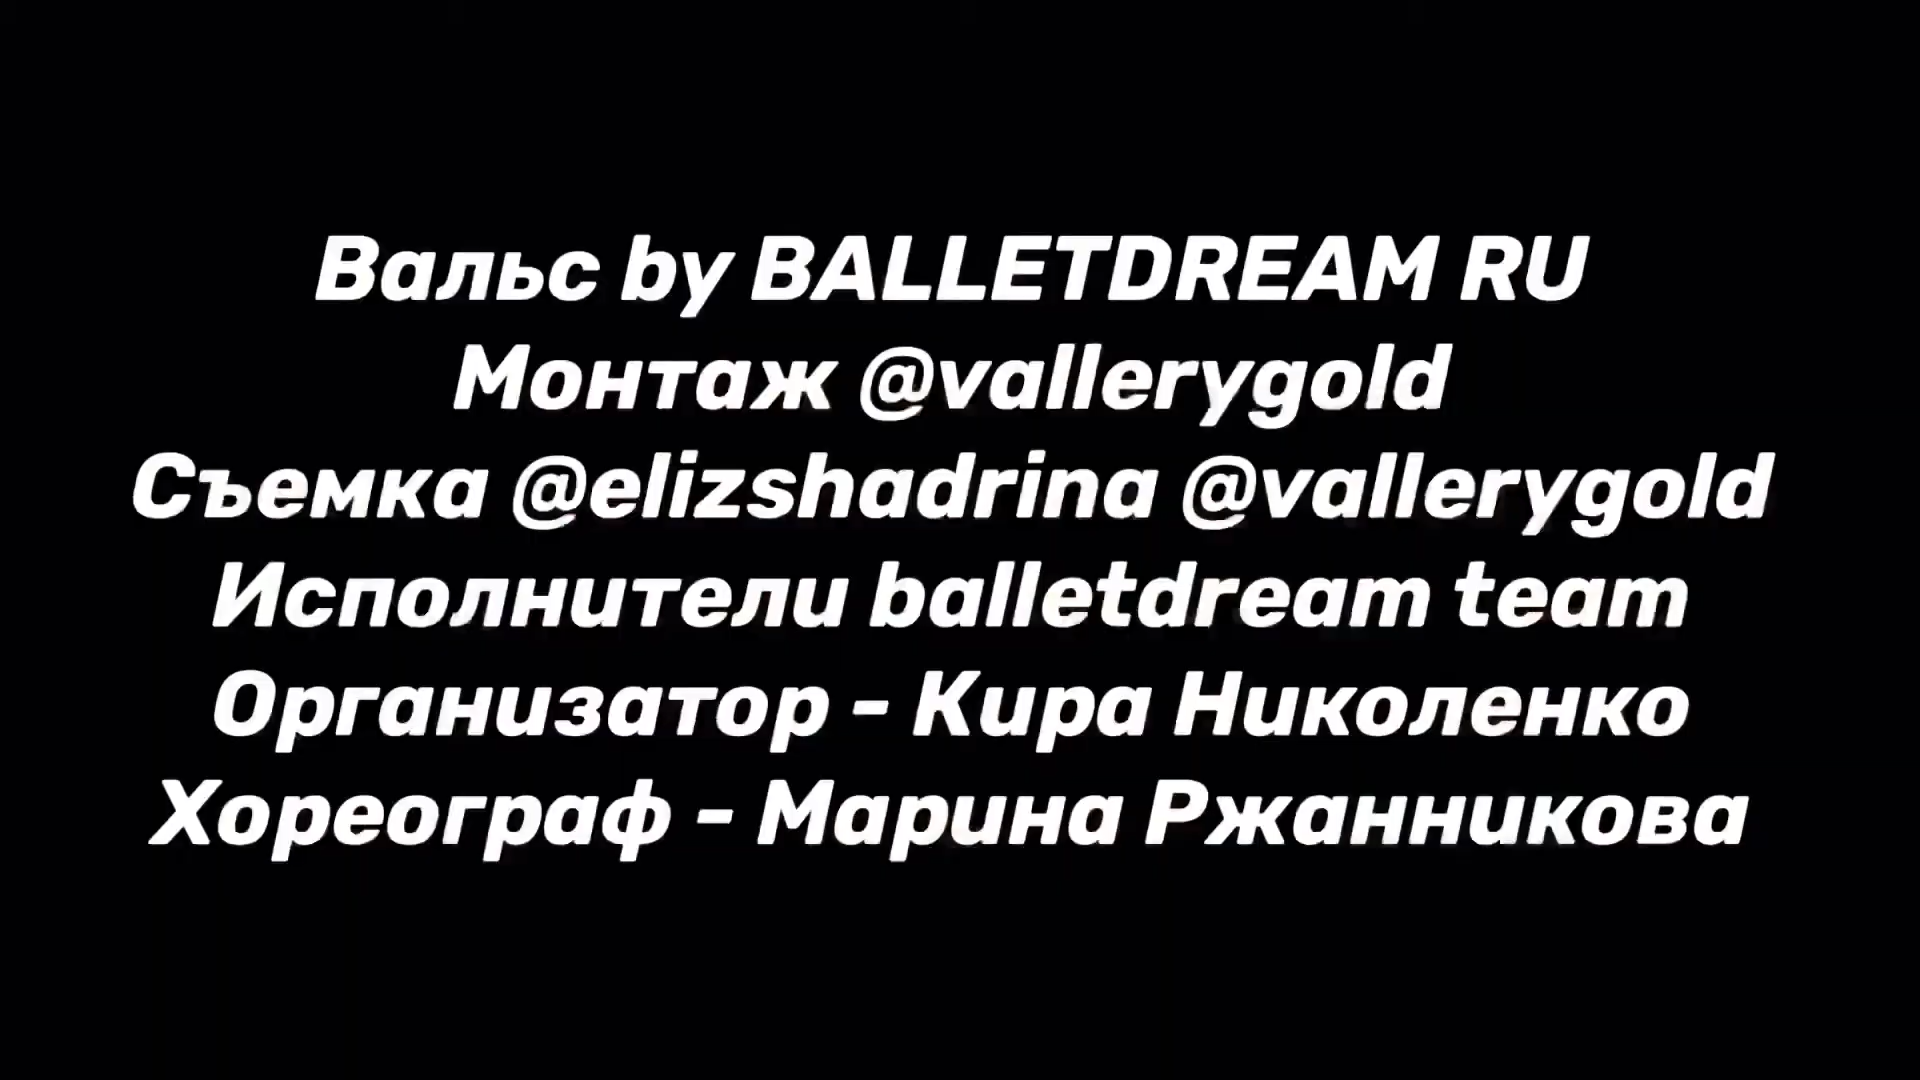 Вальс by BALLETDREAM RU
Монтаж @vallerygold
Съемка @elizshadrina @vallerygold
Исполнители balletdream team
Организатор - Кира Николенко
Хореограф - Марина Ржанникова